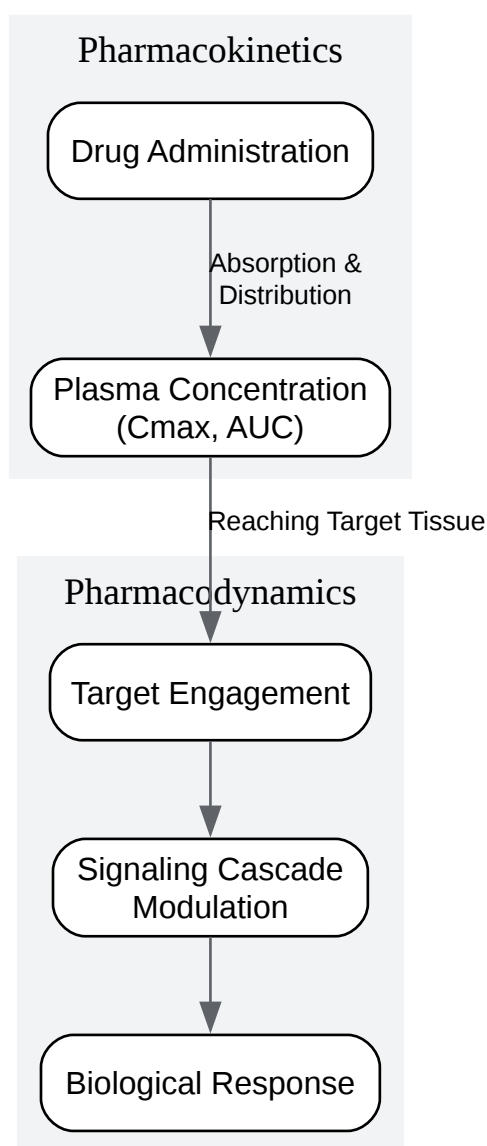 Pharmacokinetics
Drug Administration
Absorption &
Distribution
Plasma Concentration
(Cmax, AUC)
Reaching Target Tissue
Pharmacodynamics
Target Engagement
Signaling Cascade
Modulation
Biological Response